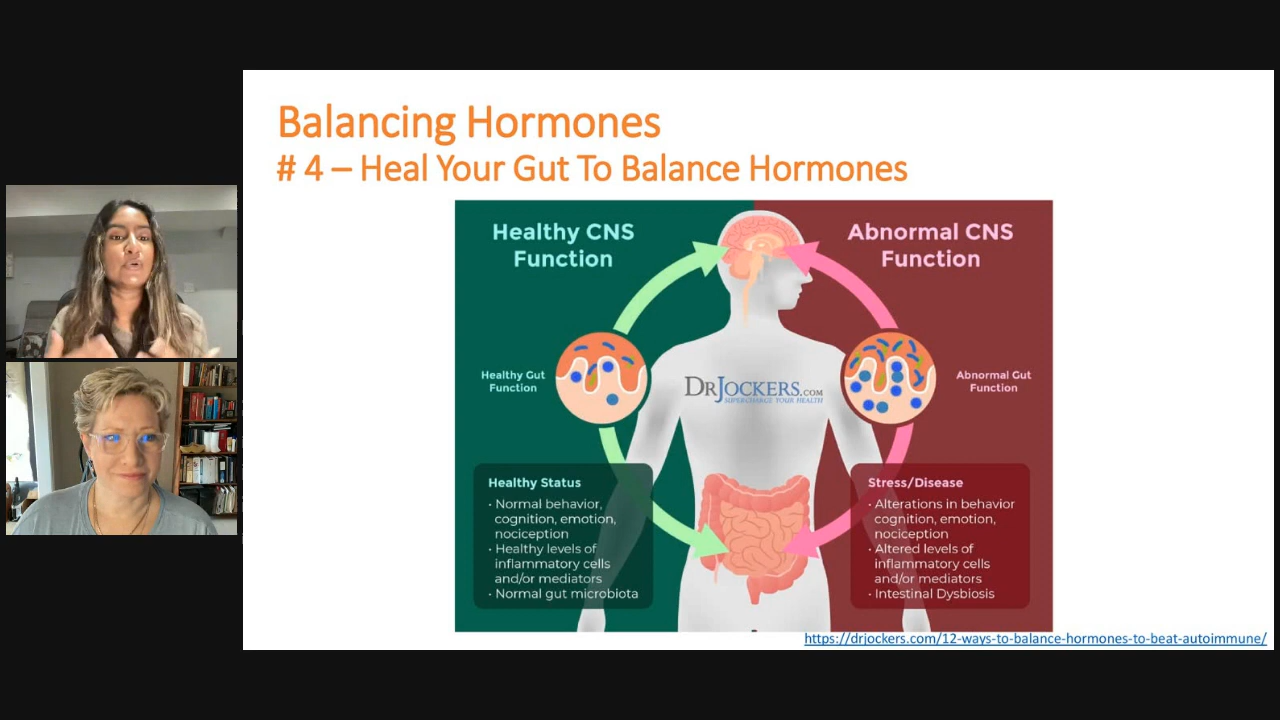 Balancing Hormones
# 4 – Heal Your Gut To Balance Hormones
Healthy CNS
Function
Abnormal CNS
Function
Healthy Gut
Function
Abnormal Gut
Function
DRJOCKERS.COM
SUPERCHARGE YOUR HEALTH
Healthy Status
· Normal behavior,
cognition, emotion,
nociception
· Healthy levels of
inflammatory cells
and/or mediators
· Normal gut microbiota
Stress/Disease
· Alterations in behavior
cognition, emotion,
nociception
· Altered levels of
inflammatory cells
and/or mediators
· Intestinal Dysbiosis
https://drjockers.com/12-ways-to-balance-hormones-to-beat-autoimmune/